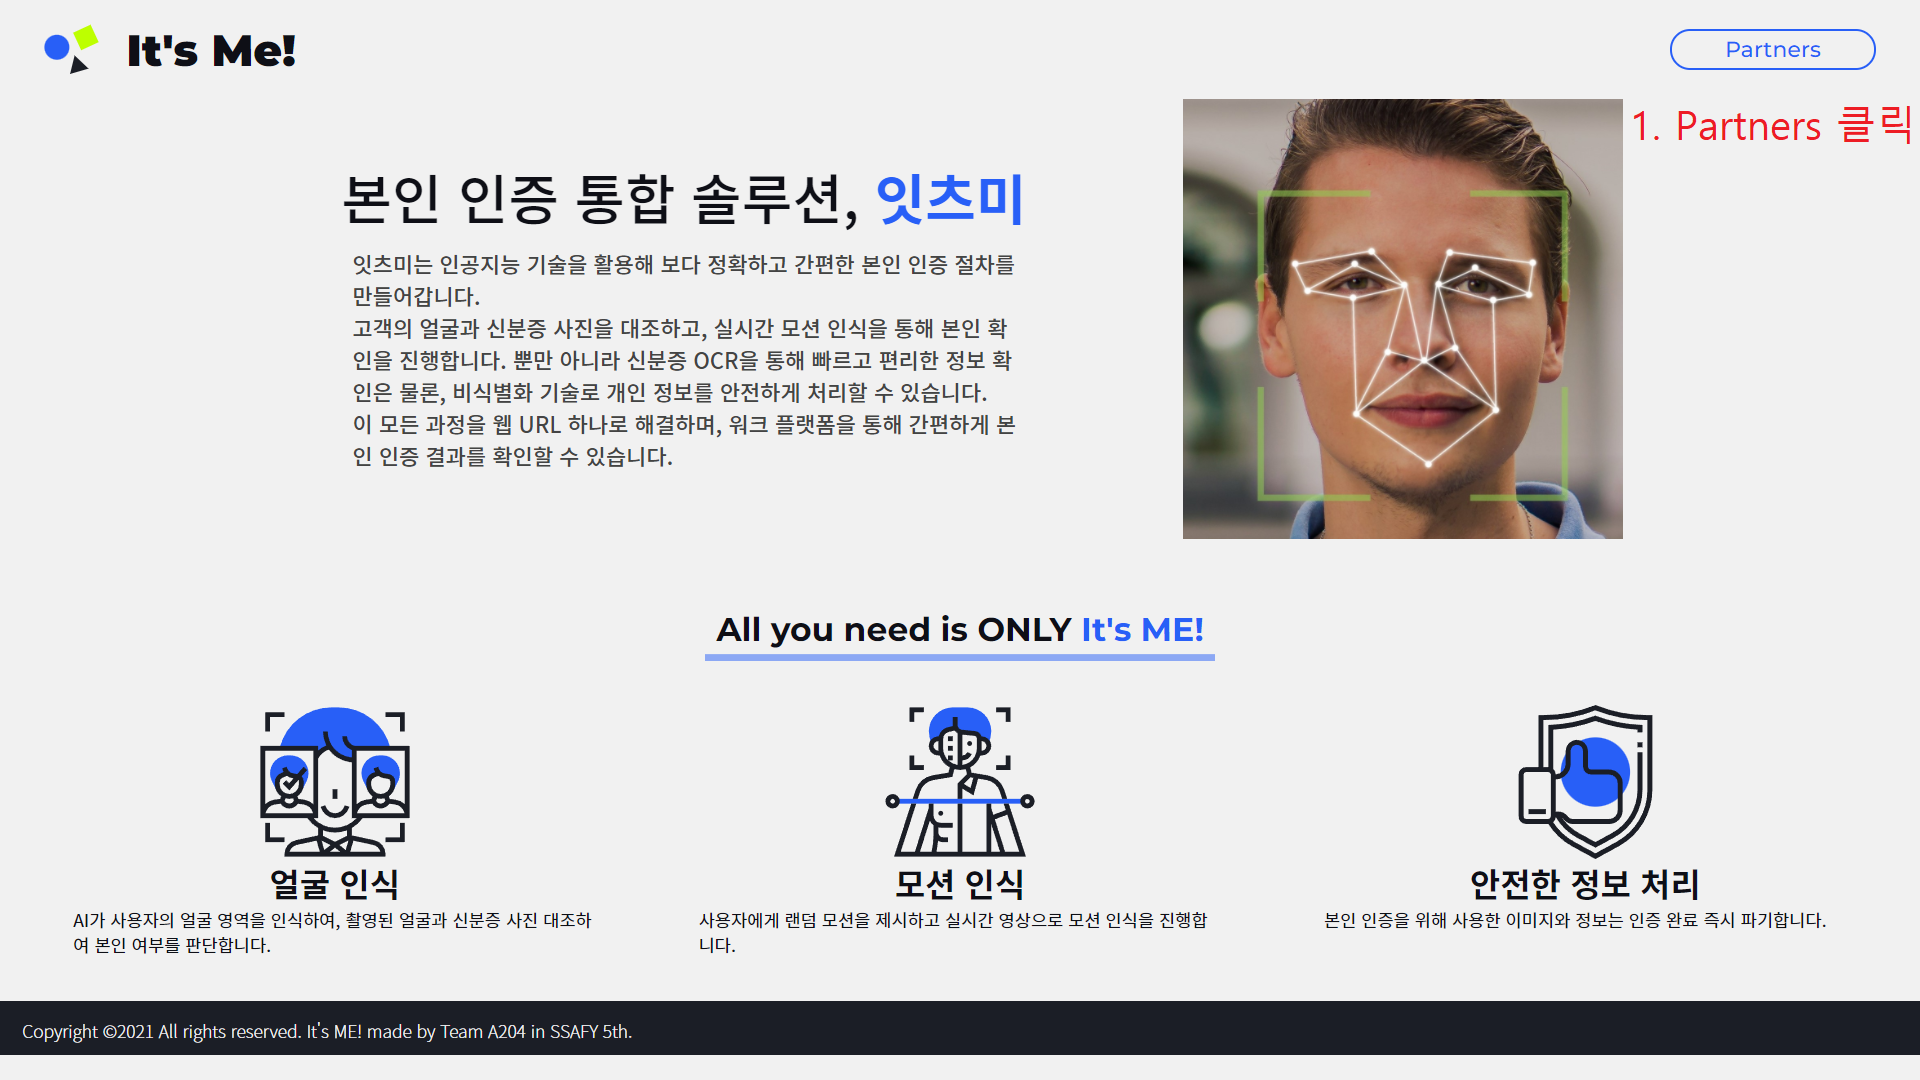 It's Me!
Partners
1. Partners 클릭
본인 인증 통합 솔루션, 잇츠미
잇츠미는 인공지능 기술을 활용해 보다 정확하고 간편한 본인 인증 절차를
만들어갑니다.
고객의 얼굴과 신분증 사진을 대조하고, 실시간 모션 인식을 통해 본인 확
인을 진행합니다. 뿐만 아니라 신분증 OCR을 통해 빠르고 편리한 정보 확
인은 물론, 비식별화 기술로 개인 정보를 안전하게 처리할 수 있습니다.
이 모든 과정을 웹 URL 하나로 해결하며, 워크 플랫폼을 통해 간편하게 본
인 인증 결과를 확인할 수 있습니다.
All you need is ONLY It's ME!
얼굴 인식
AI가 사용자의 얼굴 영역을 인식하여, 촬영된 얼굴과 신분증 사진 대조하
여 본인 여부를 판단합니다.
모션 인식
사용자에게 랜덤 모션을 제시하고 실시간 영상으로 모션 인식을 진행합
니다.
안전한 정보 처리
본인 인증을 위해 사용한 이미지와 정보는 인증 완료 즉시 파기합니다.
Copyright ©2021 All rights reserved. It's ME! made by Team A204 in SSAFY 5th.